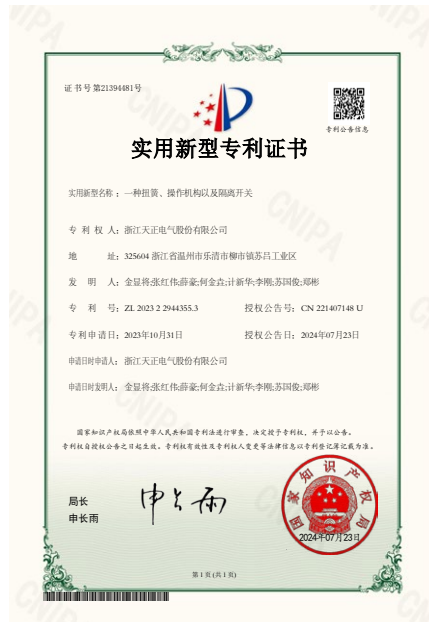 证书号第21394481号
专利公告信息
实用新型专利证书
实用新型名称：一种扭簧、操作机构以及隔离开关
专利权人：浙江天正电气股份有限公司
地址：325604 浙江省温州市乐清市柳市镇苏吕工业区
发明人：金显将;张红伟;薛豪;何金垚;计新华;李刚;苏国俊;郑彬
专利号：ZL 2023 2 2944355.3 授权公告号：CN 221407148 U
专利申请日：2023年10月31日 授权公告日：2024年07月23日
申请日时申请人：浙江天正电气股份有限公司
申请日时发明人：金显将;张红伟;薛豪;何金垚;计新华;李刚;苏国俊;郑彬
国家知识产权局依照中华人民共和国专利法进行审查，决定授予专利权，并予以公告。
专利权自授权公告之日起生效。专利权有效性及专利权人变更等法律信息以专利登记簿记载为准。
局长
申长雨
申长雨
国家知识产权局
2024年07月23日
第1页(共1页)
CNIPA